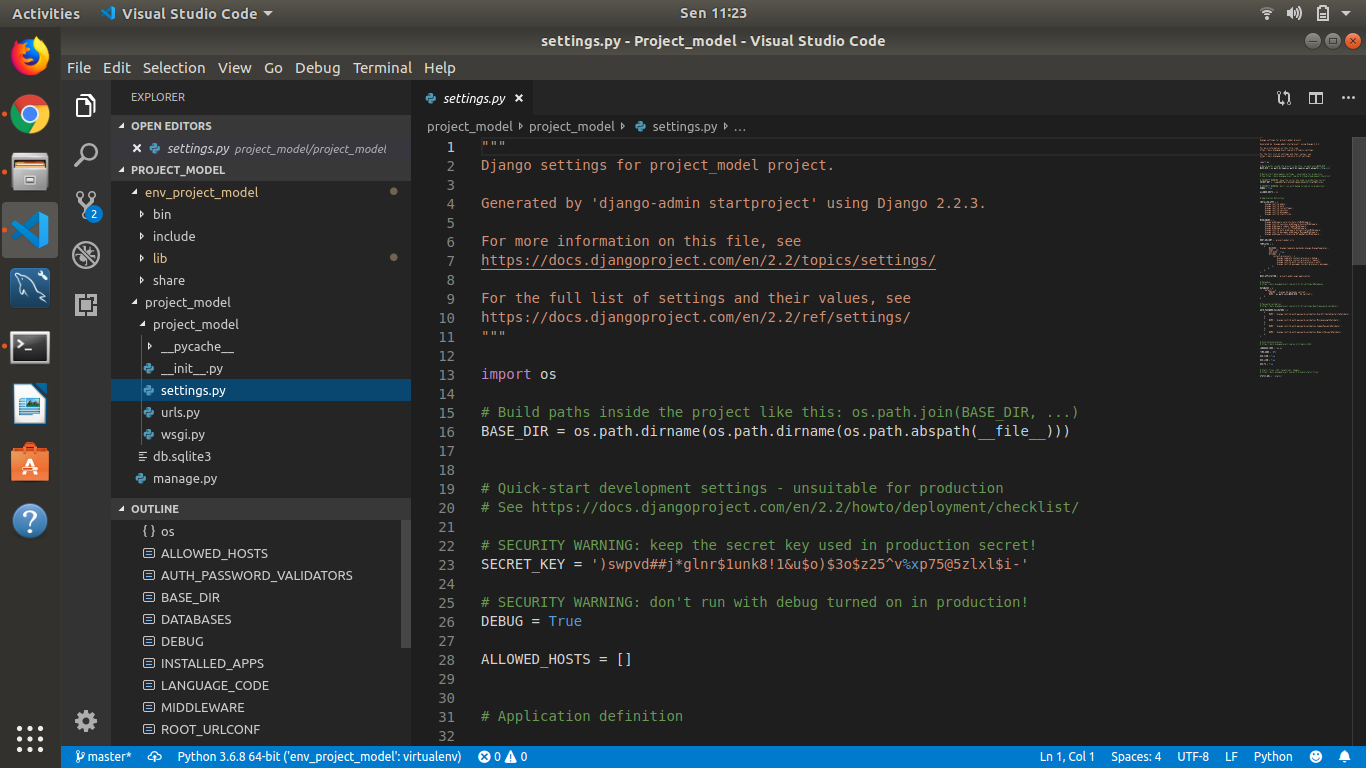 Activities Visual Studio Code Sen 11:23
settings.py - Project_model - Visual Studio Code
File Edit Selection View Go Debug Terminal Help
EXPLORER
OPEN EDITORS
settings.py project_model/project_model
PROJECT_MODEL
env_project_model
bin
include
lib
share
project_model
project_model
__pycache__
__init__.py
settings.py
urls.py
wsgi.py
db.sqlite3
manage.py
2
OUTLINE
{ } os
ALLOWED_HOSTS
AUTH_PASSWORD_VALIDATORS
BASE_DIR
DATABASES
DEBUG
INSTALLED_APPS
LANGUAGE_CODE
MIDDLEWARE
ROOT_URLCONF
settings.py
project_model project_model settings.py ...
1 """
2 Django settings for project_model project.
3
4 Generated by 'django-admin startproject' using Django 2.2.3.
5
6 For more information on this file, see
7 https://docs.djangoproject.com/en/2.2/topics/settings/
8
9 For the full list of settings and their values, see
10 https://docs.djangoproject.com/en/2.2/ref/settings/
11 """
12
13 import os
14
15 # Build paths inside the project like this: os.path.join(BASE_DIR, ...)
16 BASE_DIR = os.path.dirname(os.path.dirname(os.path.abspath(__file__)))
17
18
19 # Quick-start development settings - unsuitable for production
20 # See https://docs.djangoproject.com/en/2.2/howto/deployment/checklist/
21
22 # SECURITY WARNING: keep the secret key used in production secret!
23 SECRET_KEY = ')swpvd##j*glnr$1unk8!1&u$o)$3o$z25^v%xp75@5zlxl$i-'
24
25 # SECURITY WARNING: don't run with debug turned on in production!
26 DEBUG = True
27
28 ALLOWED_HOSTS = []
29
30
31 # Application definition
32
master* Python 3.6.8 64-bit ('env_project_model': virtualenv) 0 0 Ln 1, Col 1 Spaces: 4 UTF-8 LF Python